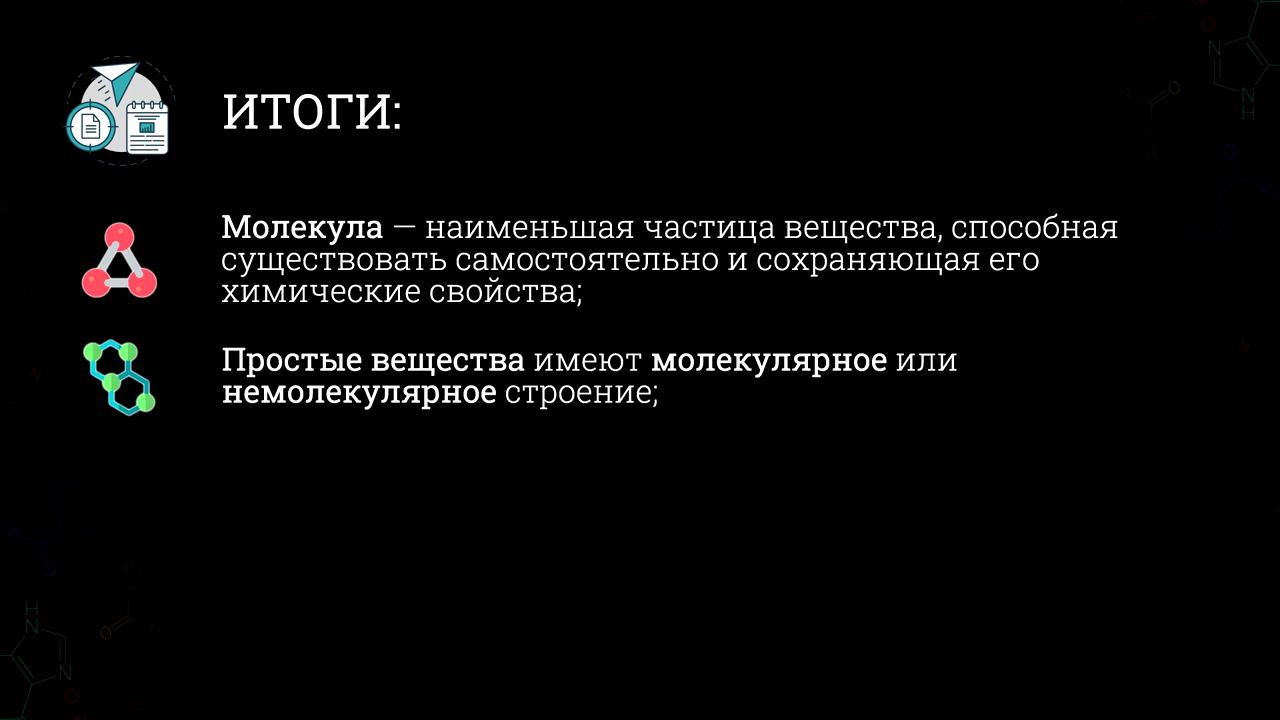 ИТОГИ:
Молекула — наименьшая частица вещества, способная
существовать самостоятельно и сохраняющая его
химические свойства;
Простые вещества имеют молекулярное или
немолекулярное строение;